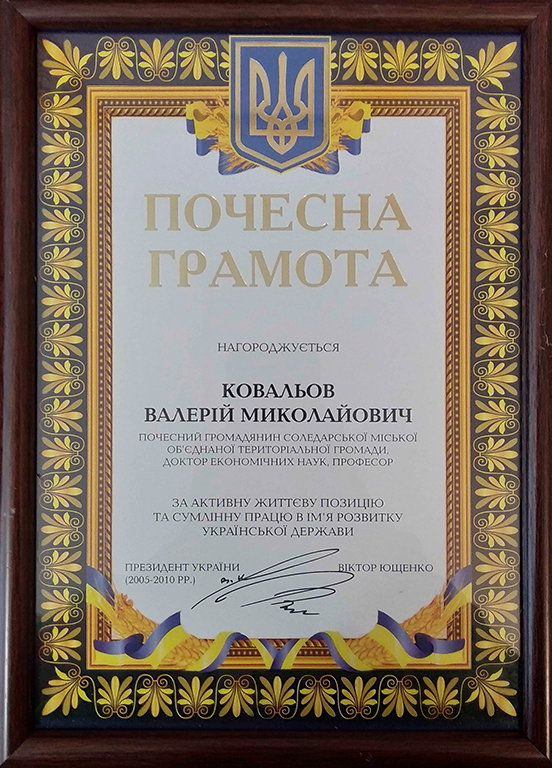 ПОЧЕСНА
ГРАМОТА
НАГОРОДЖУЄТЬСЯ
КОВАЛЬОВ
ВАЛЕРІЙ МИКОЛАЙОВИЧ
ПОЧЕСНИЙ ГРОМАДЯНИН СОЛЕДАРСЬКОЇ МІСЬКОЇ
ОБ'ЄДНАНОЇ ТЕРИТОРІАЛЬНОЇ ГРОМАДИ,
ДОКТОР ЕКОНОМІЧНИХ НАУК, ПРОФЕСОР
ЗА АКТИВНУ ЖИТТЄВУ ПОЗИЦІЮ
ТА СУМЛІННУ ПРАЦЮ В ІМ'Я РОЗВИТКУ
УКРАЇНСЬКОЇ ДЕРЖАВИ
ПРЕЗИДЕНТ УКРАЇНИ ВІКТОР ЮЩЕНКО
(2005-2010 РР.)